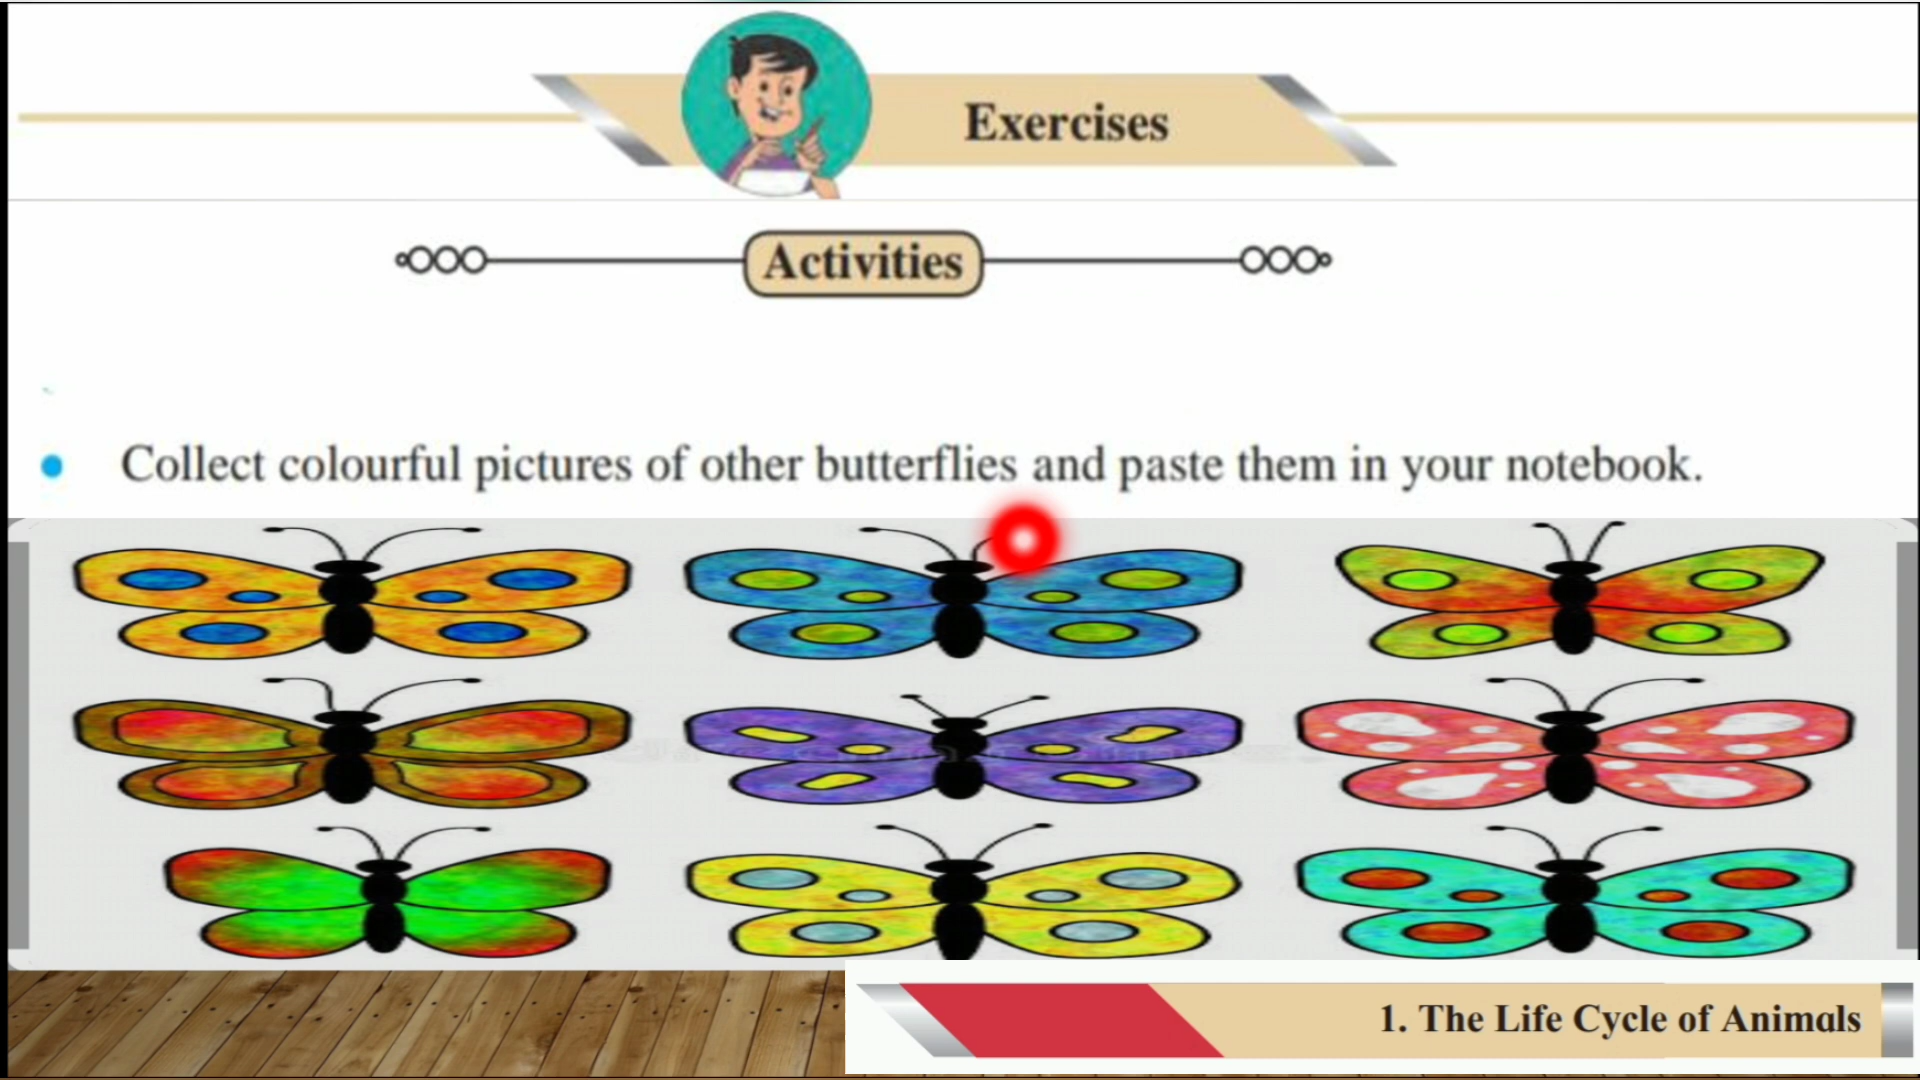 Exercises
Activities
Collect colourful pictures of other butterflies and paste them in your notebook.
1. The Life Cycle of Animals